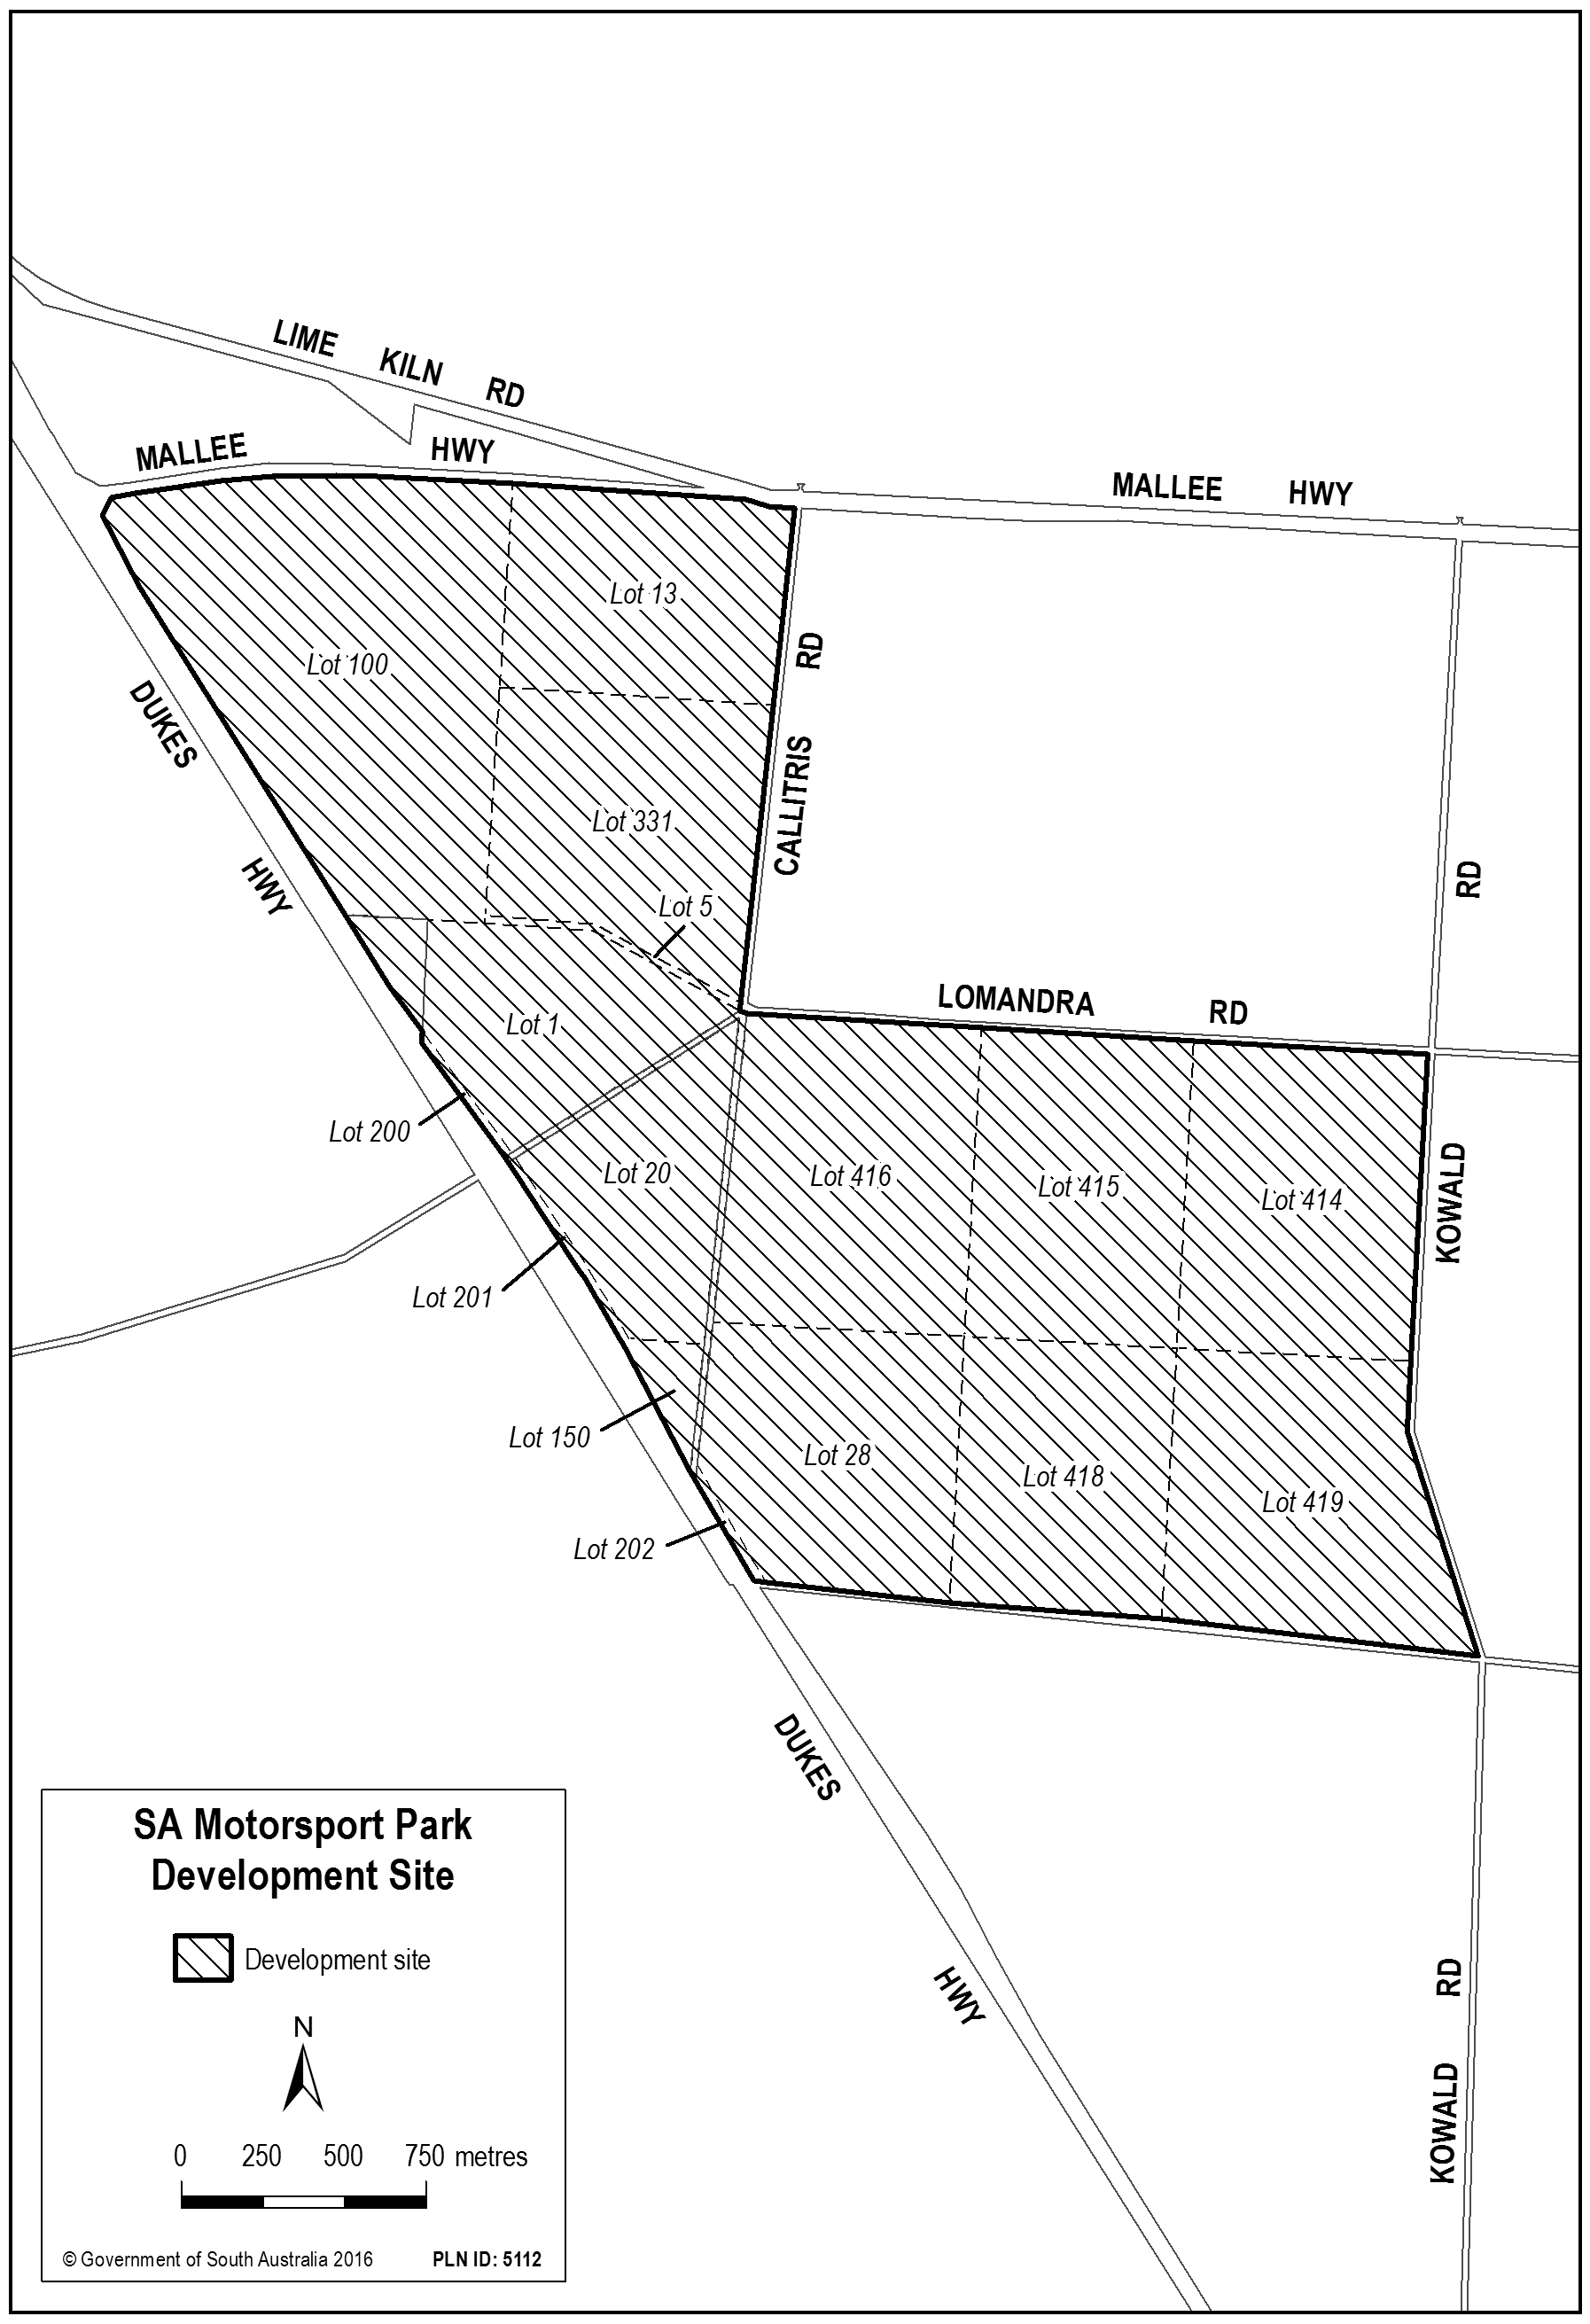 LIME KILN RD
MALLEE HWY
MALLEE HWY
Lot 13
Lot 100
RD
CALLITRIS
DUKES
HWY
Lot 331
RD
Lot 5
LOMANDRA RD
Lot 1
Lot 200
Lot 20
Lot 416
Lot 415
Lot 414
KOWALD
Lot 201
Lot 150
Lot 28
Lot 418
Lot 419
Lot 202
DUKES
HWY
RD
KOWALD
SA Motorsport Park
Development Site
Development site
N
0 250 500 750 metres
© Government of South Australia 2016 PLN ID: 5112